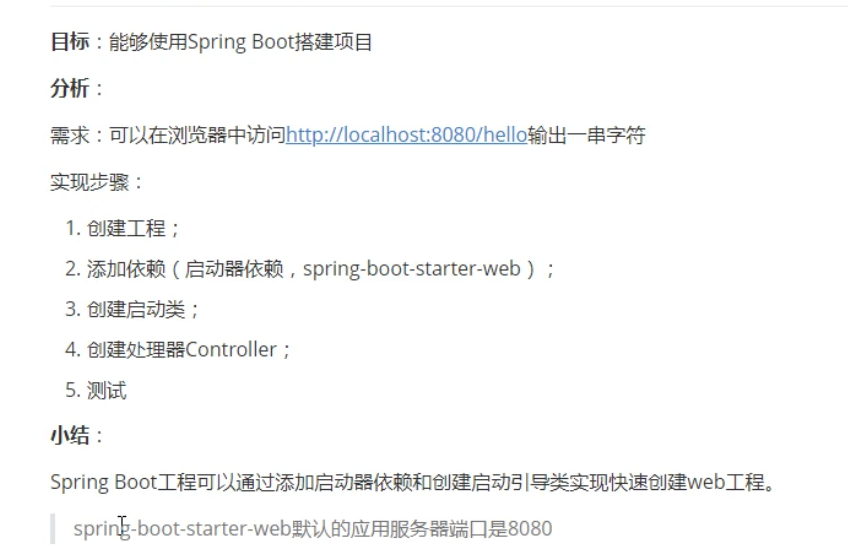 目标：能够使用Spring Boot搭建项目
分析：
需求：可以在浏览器中访问http://localhost:8080/hello输出一串字符
实现步骤：
1. 创建工程；
2. 添加依赖（启动器依赖，spring-boot-starter-web）；
3. 创建启动类；
4. 创建处理器Controller；
5. 测试
小结：
Spring Boot工程可以通过添加启动器依赖和创建启动引导类实现快速创建web工程。
spring-boot-starter-web默认的应用服务器端口是8080